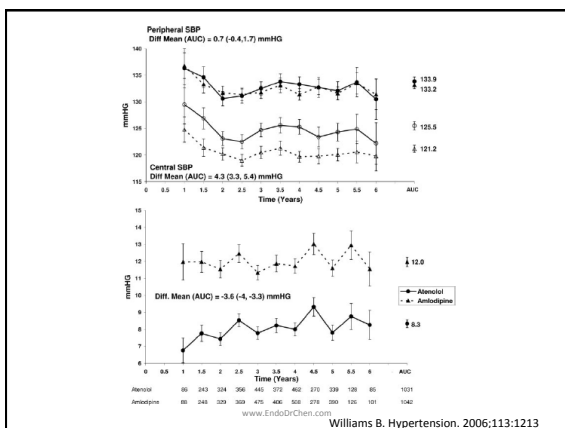 Peripheral SBP
Diff Mean (AUC) = 0.7 (-0.4,1.7) mmHG
140
135
130
125
120
115
mmHG
133.9
133.2
125.5
121.2
Central SBP
Diff Mean (AUC) = 4.3 (3.3, 5.4) mmHG
0 0.5 1 1.5 2 2.5 3 3.5 4 4.5 5 5.5 6 AUC
Time (Years)
14
13
12
11
10
9
8
7
6
mmHG
12.0
Diff. Mean (AUC) = -3.6 (-4, -3.3) mmHG
Atenolol
Amlodipine
8.3
0 0.5 1 1.5 2 2.5 3 3.5 4 4.5 5 5.5 6 AUC
Time (Years)
Atenolol 86 243 324 356 445 372 462 270 339 128 85 1031
Amlodipine 88 248 329 369 475 406 508 278 390 126 101 1042
www.EndoDrChen.com
Williams B. Hypertension. 2006;113:1213